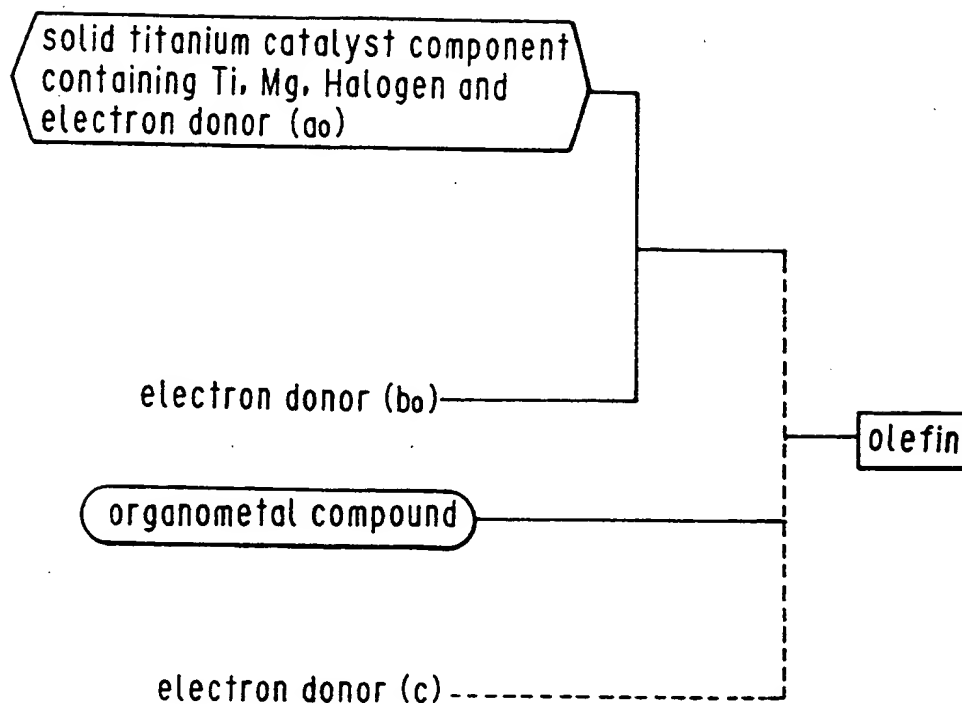 solid titanium catalyst component
containing Ti, Mg, Halogen and
electron donor (ao)
electron donor (bo)
olefin
organometal compound
electron donor (c)